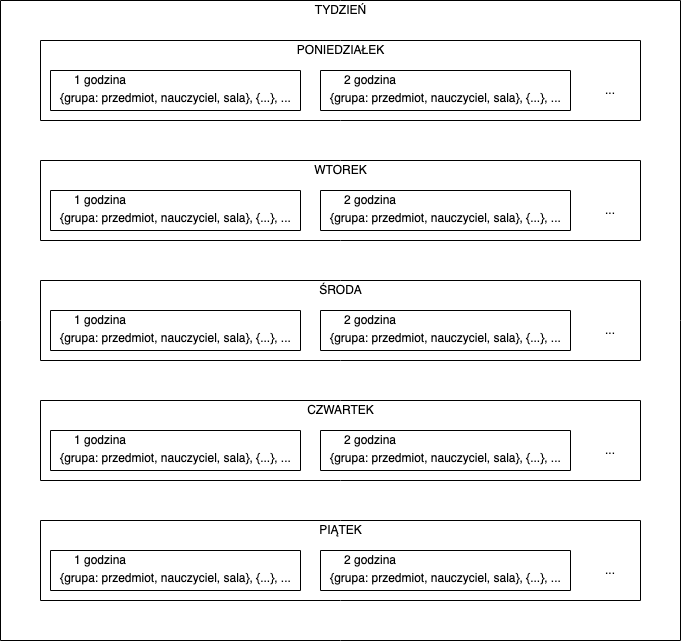 TYDZIEŃ
PONIEDZIAŁEK
1 godzina
{grupa: przedmiot, nauczyciel, sala}, {...}, ...
2 godzina
{grupa: przedmiot, nauczyciel, sala}, {...}, ...
...
WTOREK
1 godzina
{grupa: przedmiot, nauczyciel, sala}, {...}, ...
2 godzina
{grupa: przedmiot, nauczyciel, sala}, {...}, ...
...
ŚRODA
1 godzina
{grupa: przedmiot, nauczyciel, sala}, {...}, ...
2 godzina
{grupa: przedmiot, nauczyciel, sala}, {...}, ...
...
CZWARTEK
1 godzina
{grupa: przedmiot, nauczyciel, sala}, {...}, ...
2 godzina
{grupa: przedmiot, nauczyciel, sala}, {...}, ...
...
PIĄTEK
1 godzina
{grupa: przedmiot, nauczyciel, sala}, {...}, ...
2 godzina
{grupa: przedmiot, nauczyciel, sala}, {...}, ...
...